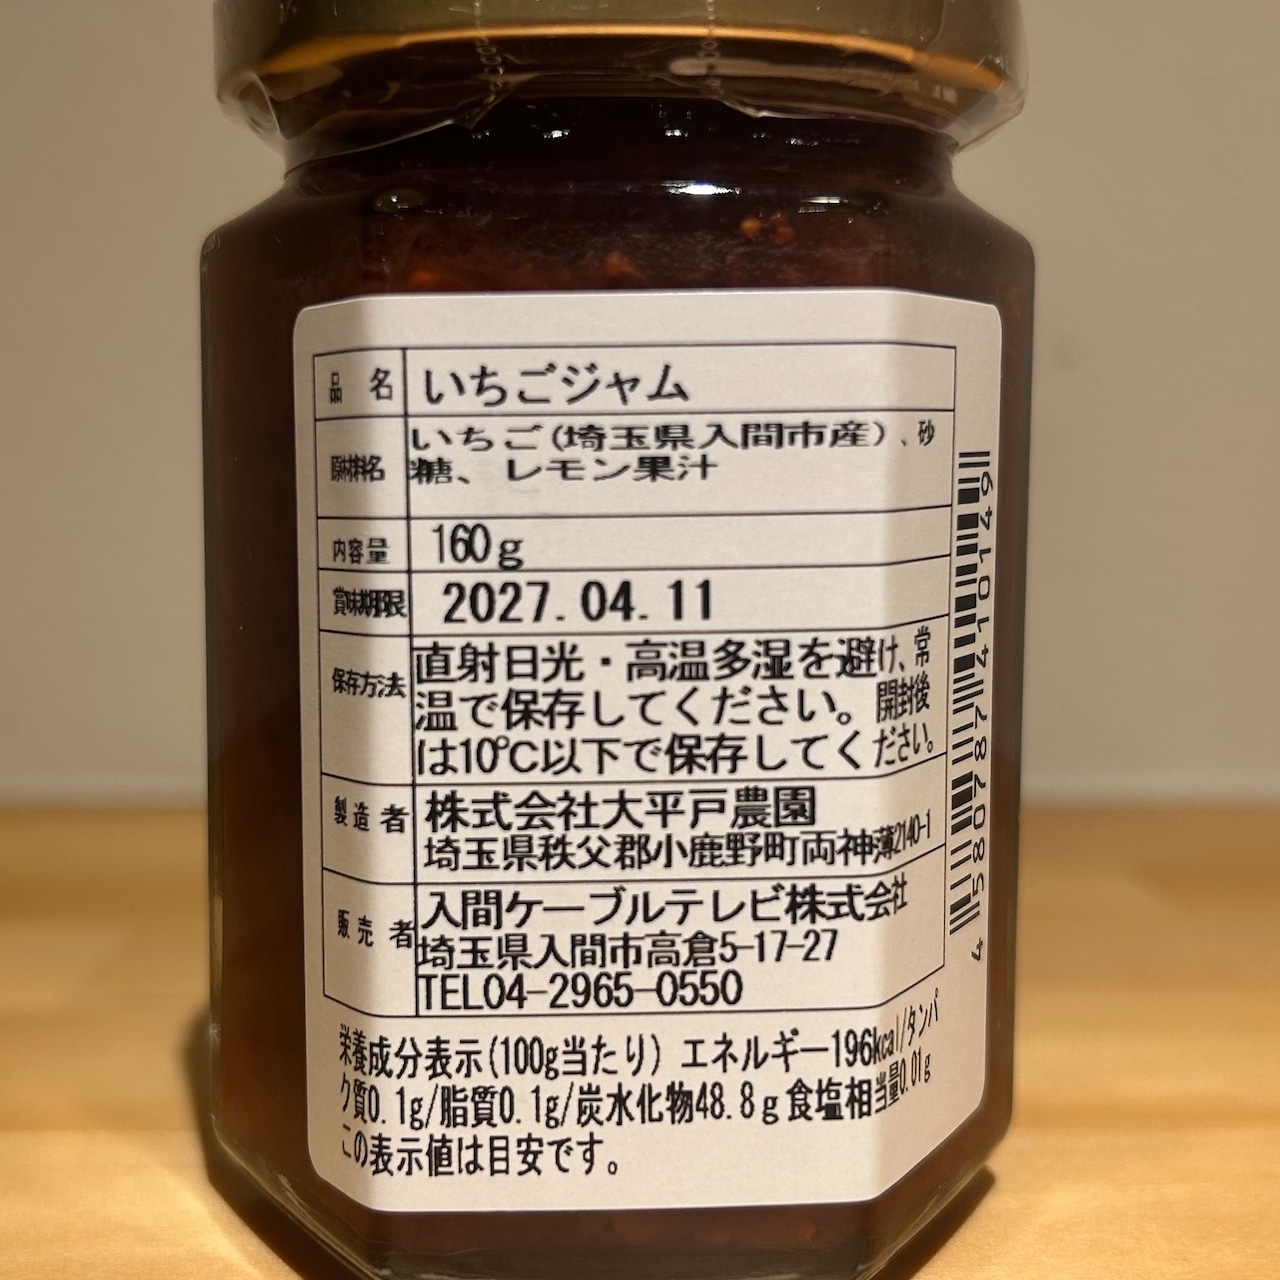 品名 いちごジャム
原材料名 いちご(埼玉県入間市産)、砂
糖、レモン果汁
内容量 160g
賞味期限 2027.04.11
保存方法 直射日光・高温多湿を避け、常
温で保存してください。開封後
は10℃以下で保存してください。
製造者 株式会社大平戸農園
埼玉県秩父郡小鹿野町両神薄2140-1
販売者 入間ケーブルテレビ株式会社
埼玉県入間市高倉5-17-27
TEL04-2965-0550
栄養成分表示(100g当たり) エネルギー196kcal/タンパ
ク質0.1g/脂質0.1g/炭水化物48.8g食塩相当量0.01g
この表示値は目安です。
4 580787 410149